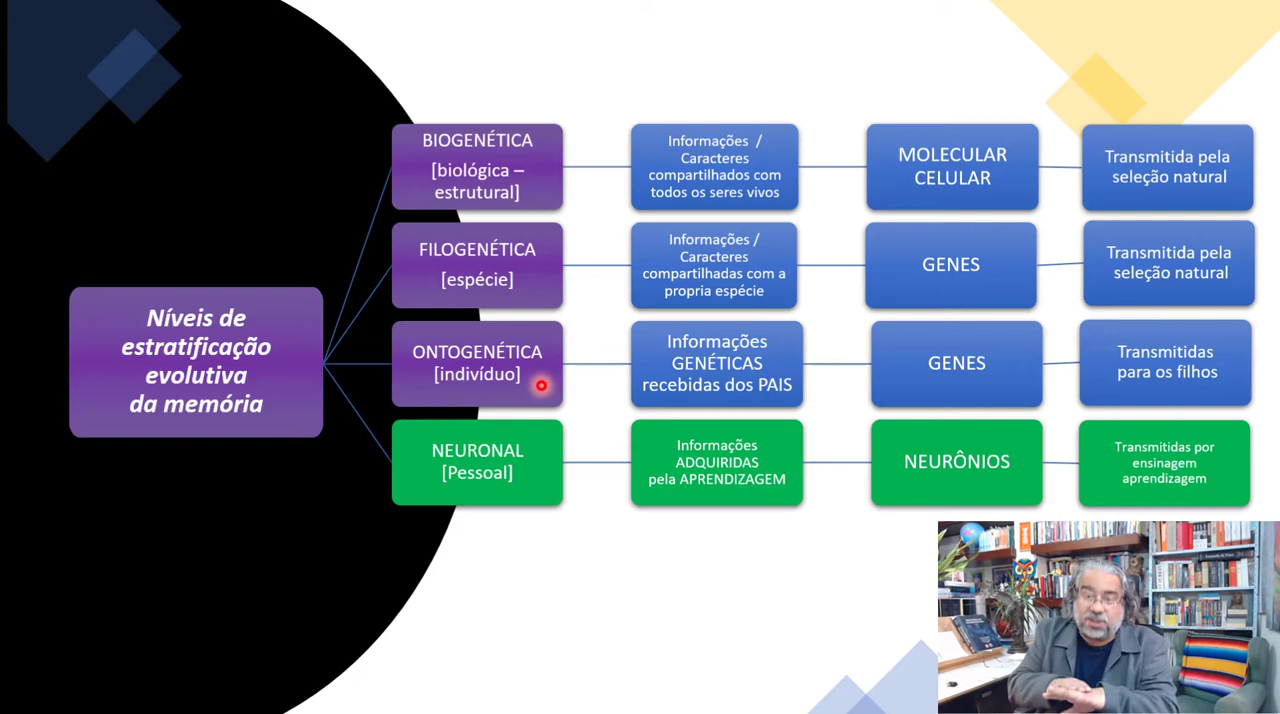 Níveis de
estratificação
evolutiva
da memória
BIOGENÉTICA
[biológica –
estrutural]
Informações /
Caracteres
compartilhados com
todos os seres vivos
MOLECULAR
CELULAR
Transmitida pela
seleção natural
FILOGENÉTICA
[espécie]
Informações /
Caracteres
compartilhadas com a
propria espécie
GENES
Transmitida pela
seleção natural
ONTOGENÉTICA
[indivíduo]
Informações
GENÉTICAS
recebidas dos PAIS
GENES
Transmitidas
para os filhos
NEURONAL
[Pessoal]
Informações
ADQUIRIDAS
pela APRENDIZAGEM
NEURÔNIOS
Transmitidas por
ensinagem
aprendizagem